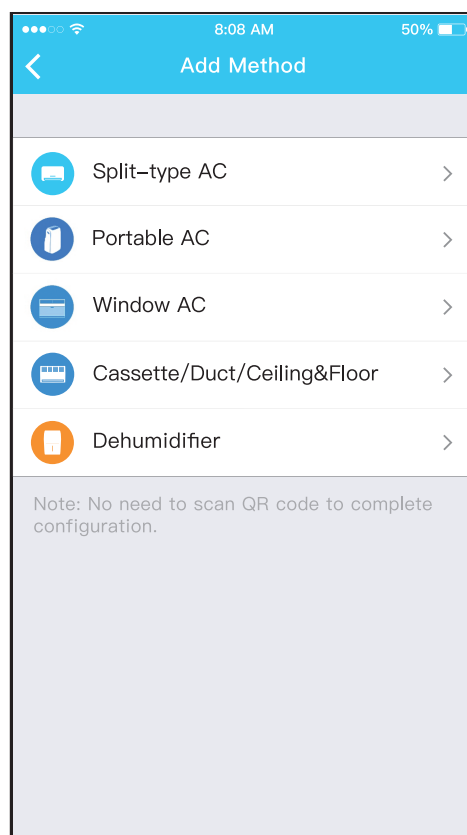 8:08 AM 50%
Add Method
Split-type AC
Portable AC
Window AC
Cassette/Duct/Ceiling&Floor
Dehumidifier
Note: No need to scan QR code to complete
configuration.